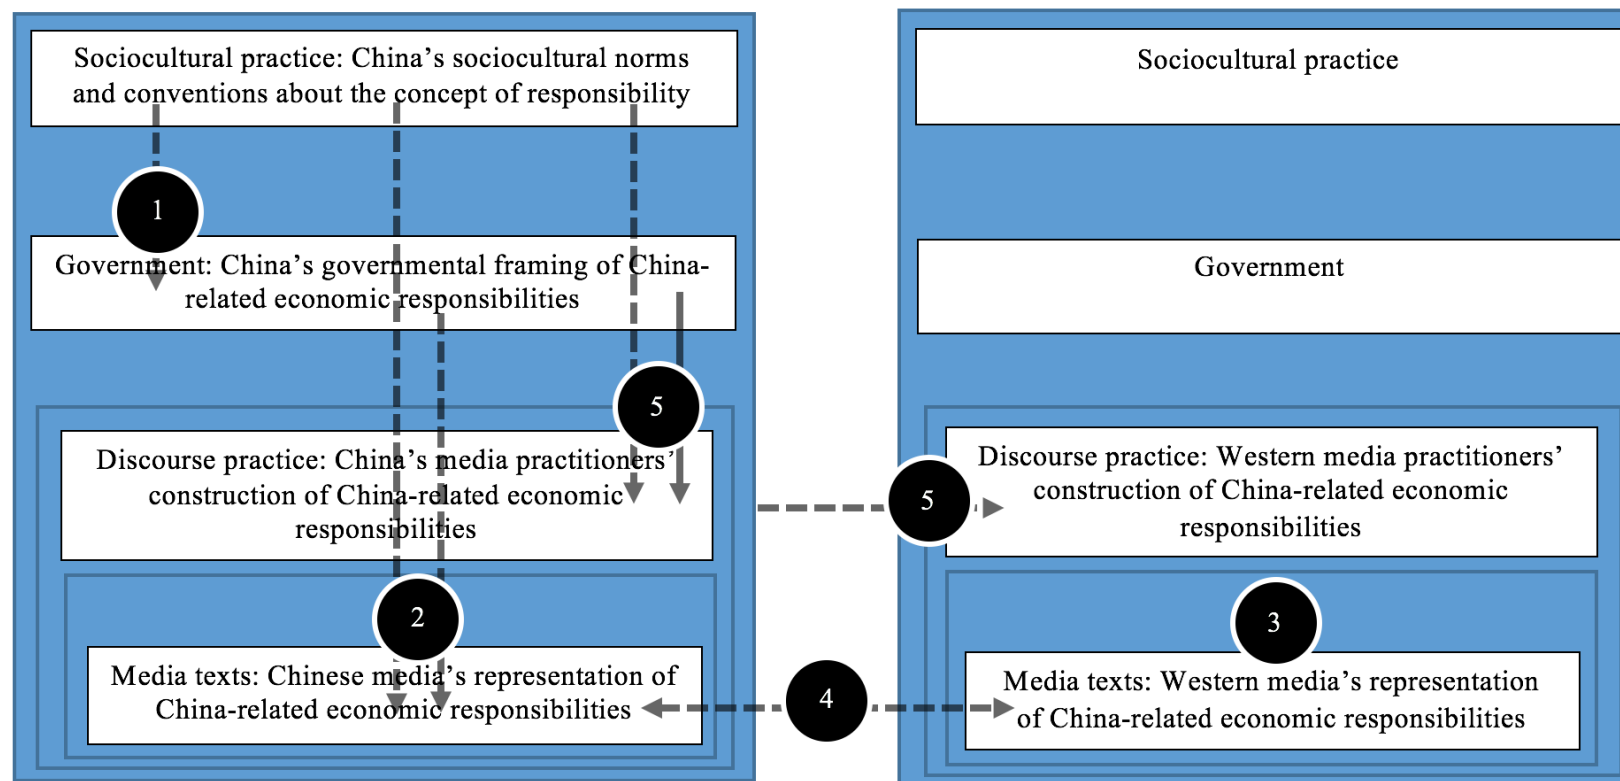 Sociocultural practice: China’s sociocultural norms
and conventions about the concept of responsibility
1
Government: China’s governmental framing of China-
related economic responsibilities
5
Discourse practice: China’s media practitioners’
construction of China-related economic
responsibilities
2
Media texts: Chinese media’s representation of
China-related economic responsibilities
5
4
Sociocultural practice
Government
Discourse practice: Western media practitioners’
construction of China-related economic
responsibilities
3
Media texts: Western media’s representation
of China-related economic responsibilities